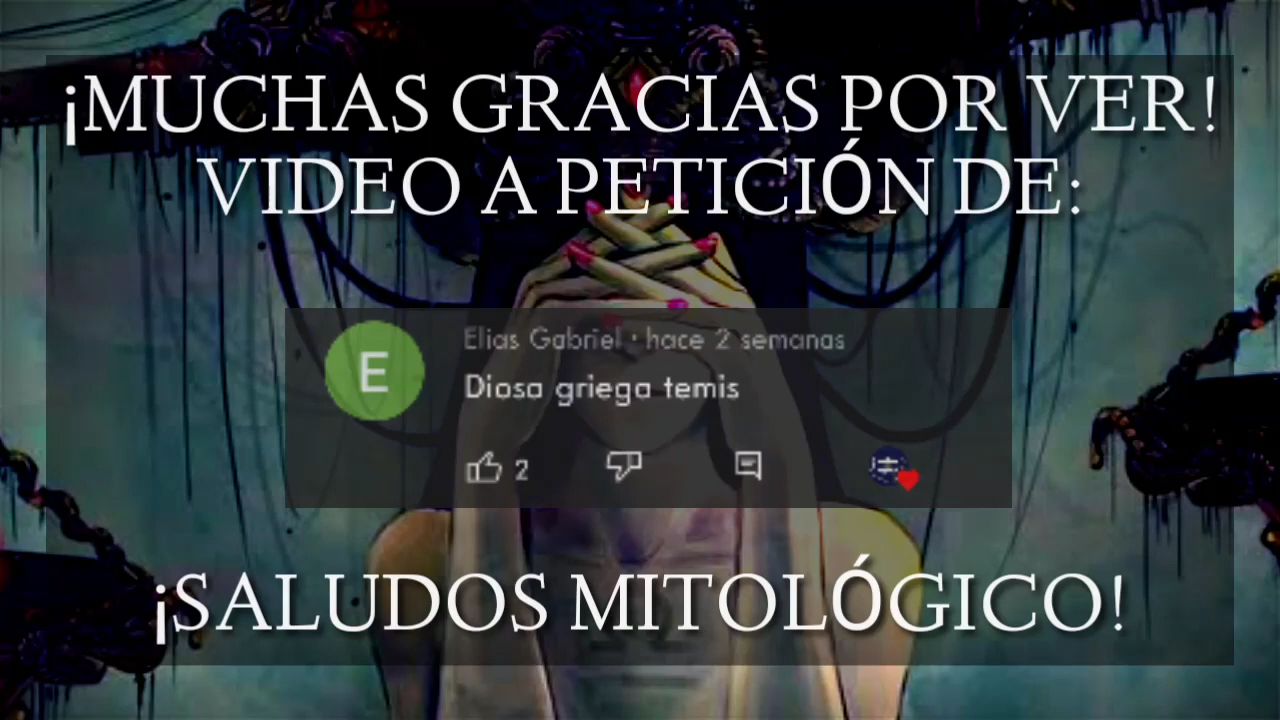 ¡MUCHAS GRACIAS POR VER!
VIDEO A PETICIÓN DE:
E
Elias Gabriel · hace 2 semanas
Diosa griega temis
2
¡SALUDOS MITOLÓGICO!